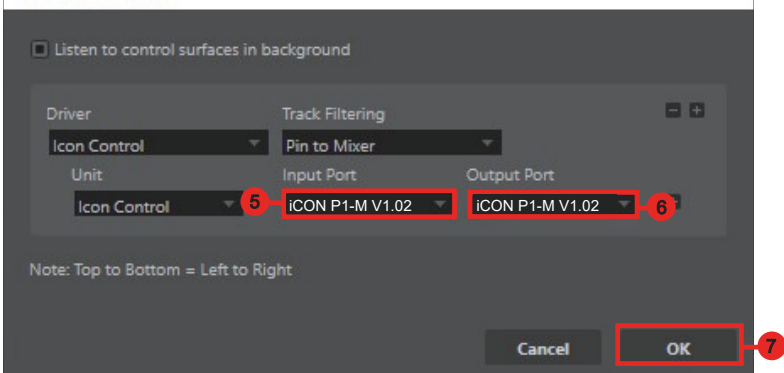 Listen to control surfaces in background
Driver Track Filtering
Icon Control Pin to Mixer
Unit Input Port Output Port
Icon Control 5 iCON P1-M V1.02 iCON P1-M V1.02 6
Note: Top to Bottom = Left to Right
Cancel OK 7